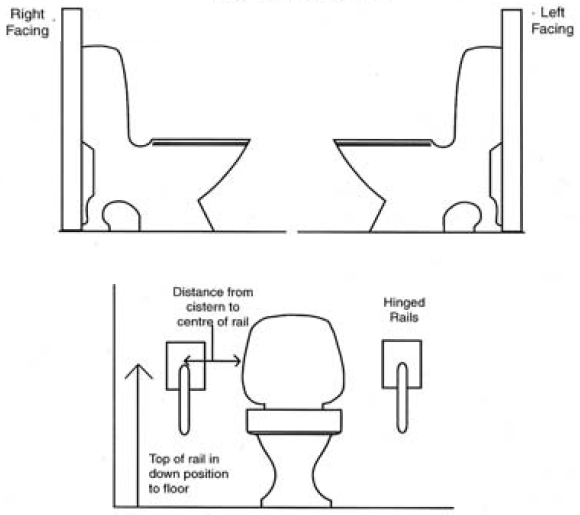 Right
Facing
Left
Facing
Distance from
cistern to
centre of rail
Hinged
Rails
Top of rail in
down position
to floor